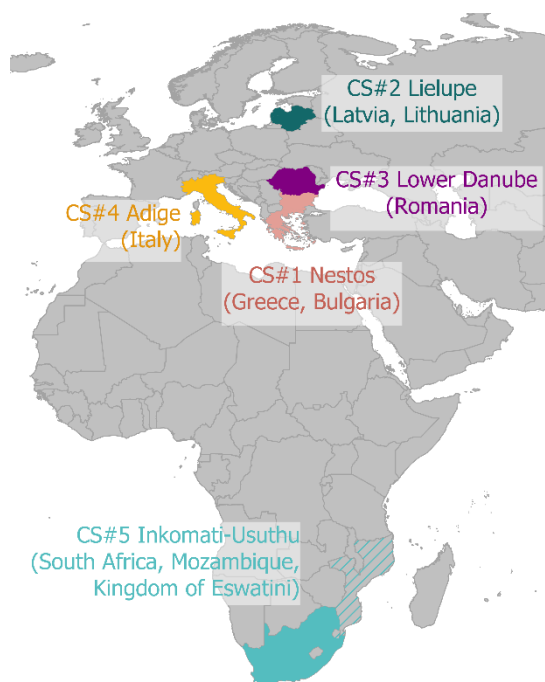 CS#2 Lielupe
(Latvia, Lithuania)
CS#3 Lower Danube
(Romania)
CS#4 Adige
(Italy)
CS#1 Nestos
(Greece, Bulgaria)
CS#5 Inkomati-Usuthu
(South Africa, Mozambique,
Kingdom of Eswatini)